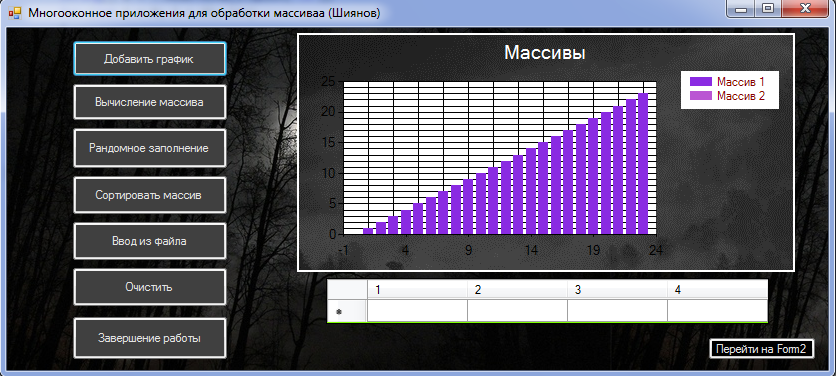 Многооконное приложения для обработки массиваа (Шиянов)
Добавить график
Вычисление массива
Рандомное заполнение
Сортировать массив
Ввод из файла
Очистить
Завершение работы
Массивы
25
20
15
10
5
0
-1 4 9 14 19 24
Массив 1
Массив 2
1 2 3 4
*
Перейти на Form2